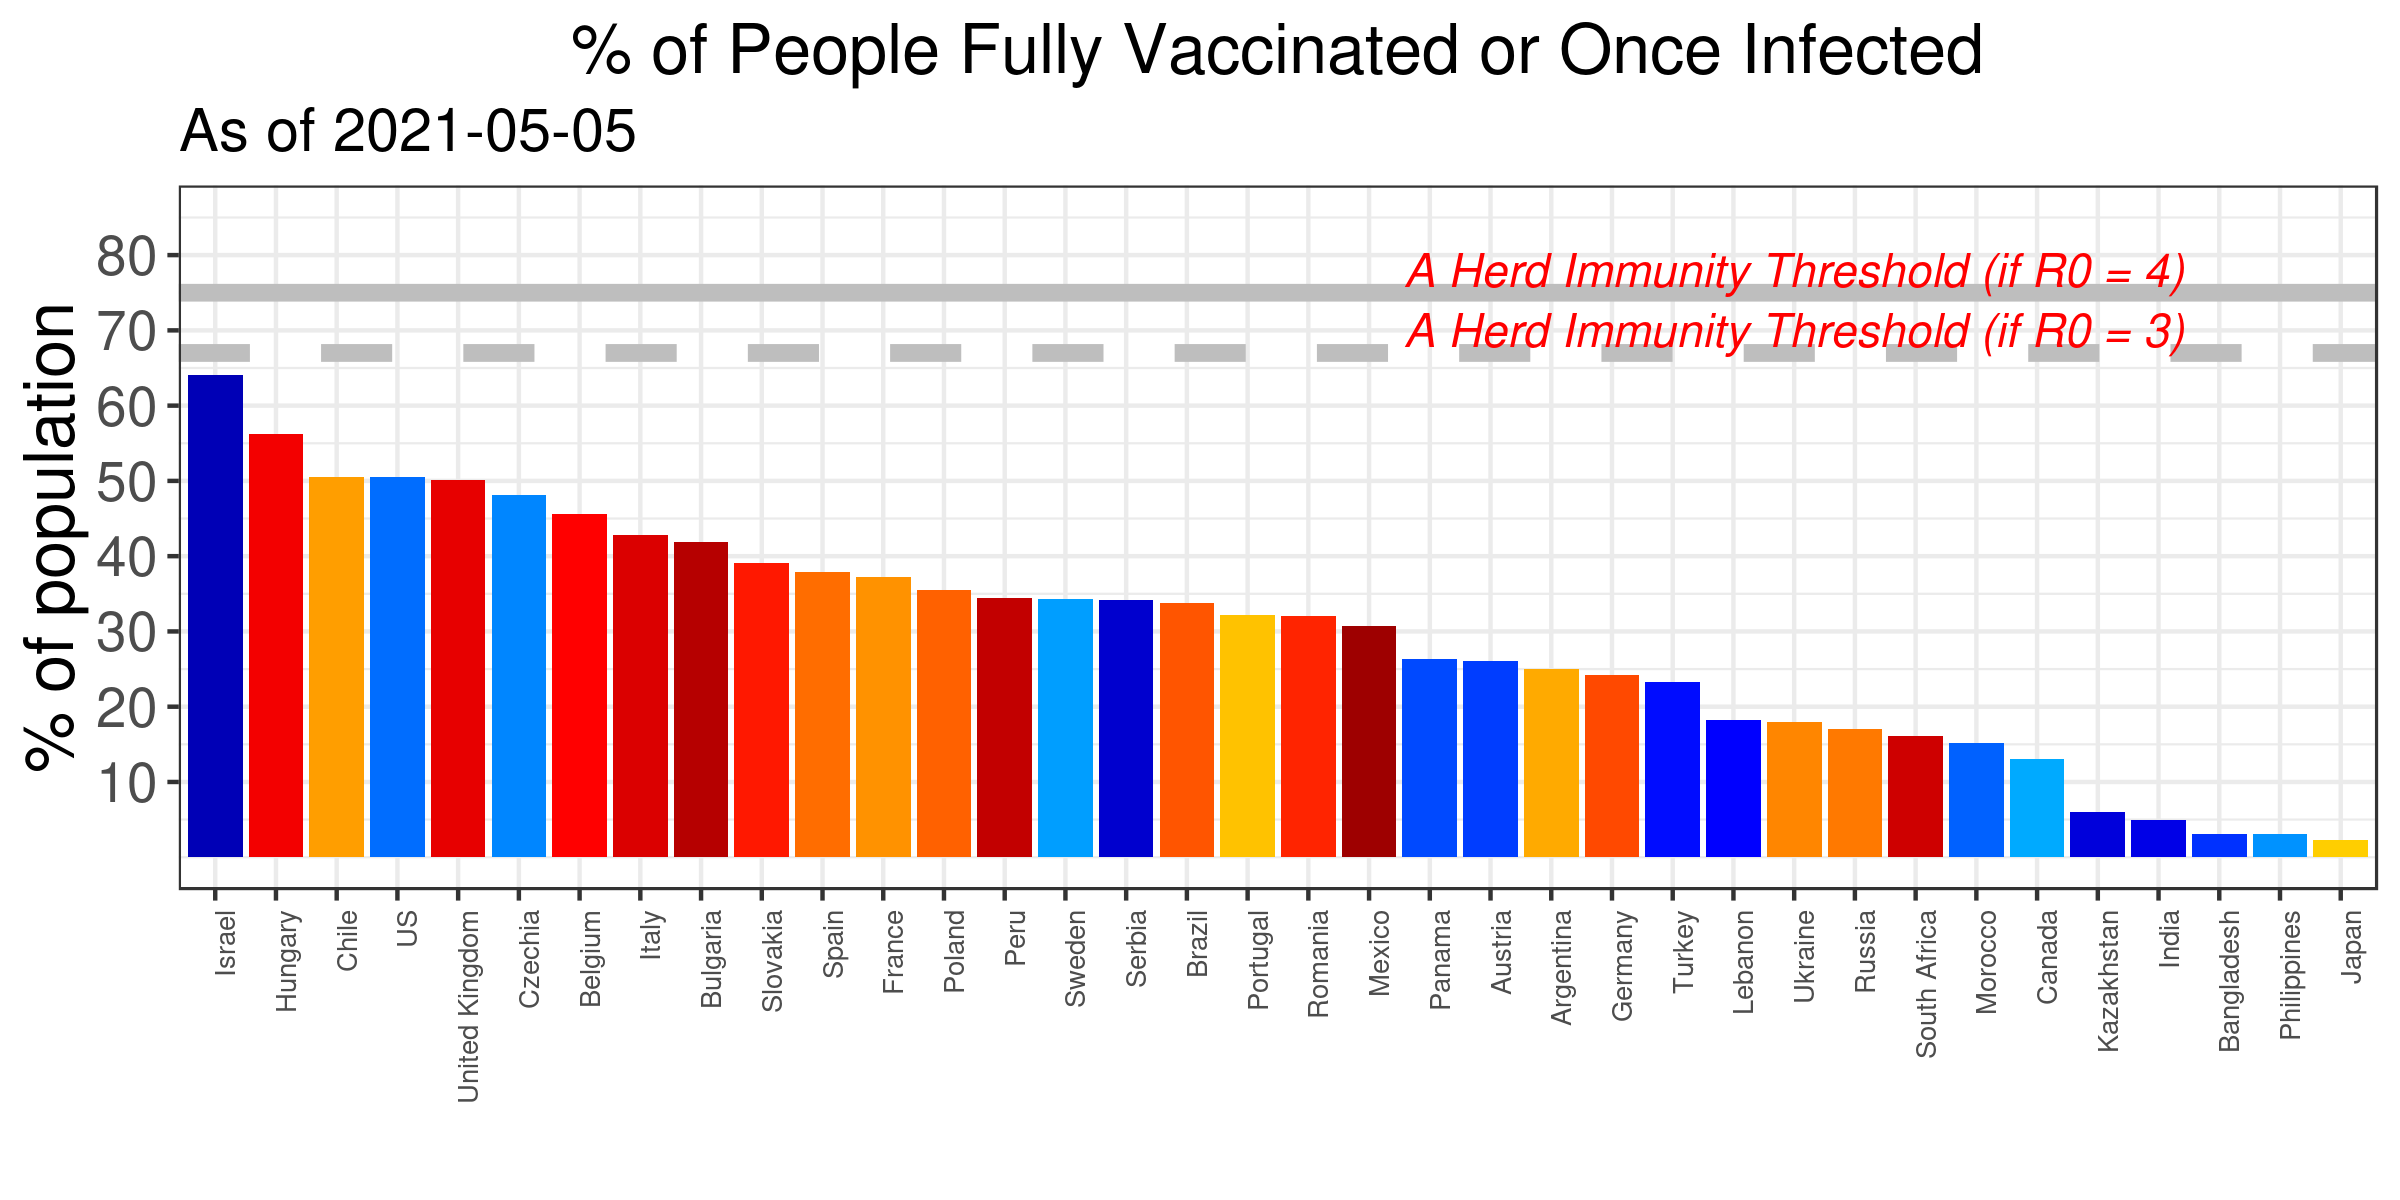 % of People Fully Vaccinated or Once Infected
As of 2021-05-05
% of population
80
70
60
50
40
30
20
10
A Herd Immunity Threshold (if R0 = 4)
A Herd Immunity Threshold (if R0 = 3)
Israel
Hungary
Chile
US
United Kingdom
Czechia
Belgium
Italy
Bulgaria
Slovakia
Spain
France
Poland
Peru
Sweden
Serbia
Brazil
Portugal
Romania
Mexico
Panama
Austria
Argentina
Germany
Turkey
Lebanon
Ukraine
Russia
South Africa
Morocco
Canada
Kazakhstan
India
Bangladesh
Philippines
Japan